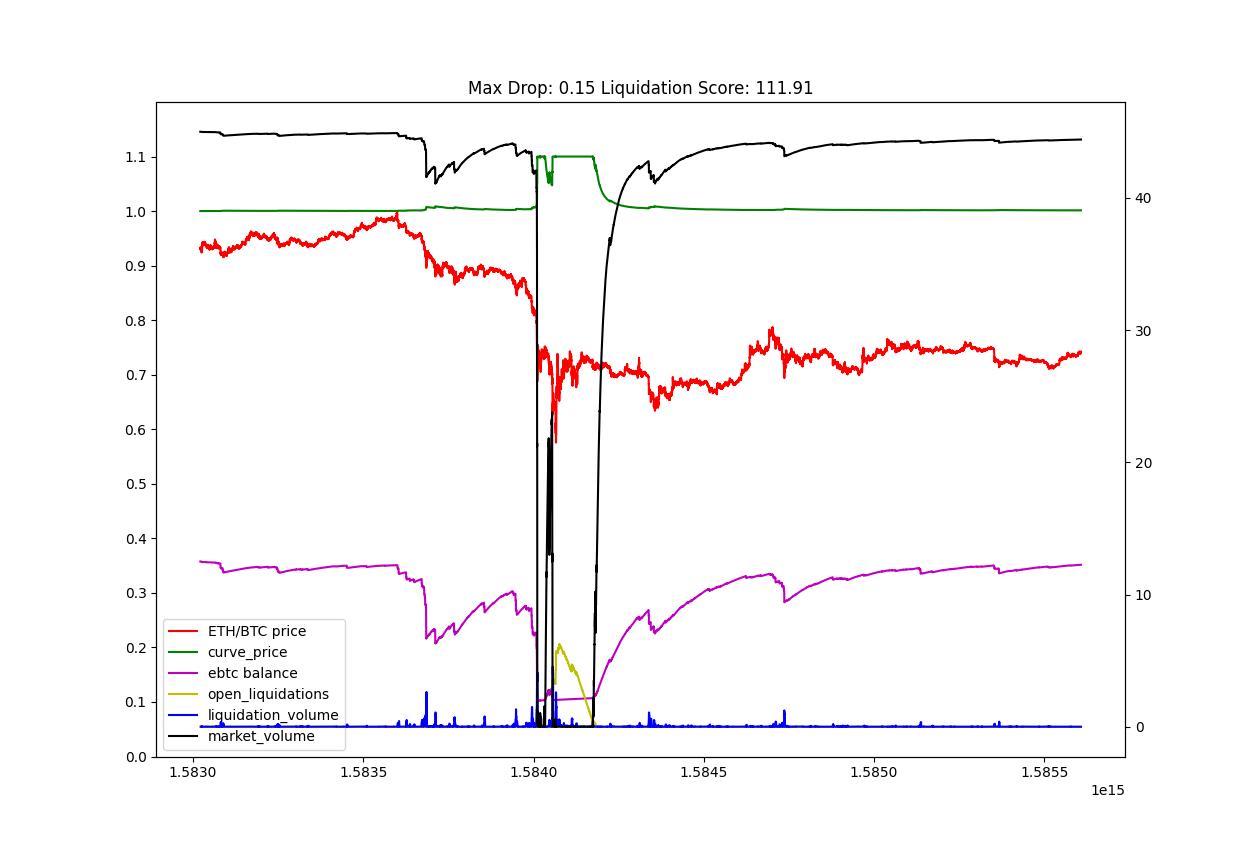 Max Drop: 0.15 Liquidation Score: 111.91
1.1
1.0
0.9
0.8
0.7
0.6
0.5
0.4
0.3
0.2
0.1
0.0
40
30
20
10
0
ETH/BTC price
curve_price
ebtc balance
open_liquidations
liquidation_volume
market_volume
1.5830 1.5835 1.5840 1.5845 1.5850 1.5855
1e15